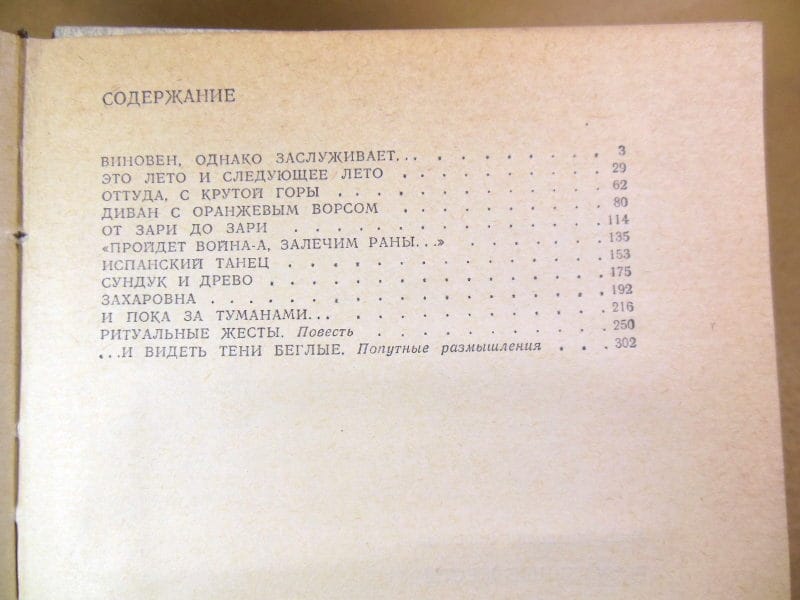 СОДЕРЖАНИЕ
ВИНОВЕН, ОДНАКО ЗАСЛУЖИВАЕТ... . . . . . . . . 3
ЭТО ЛЕТО И СЛЕДУЮЩЕЕ ЛЕТО . . . . . . . . . 29
ОТТУДА, С КРУТОЙ ГОРЫ . . . . . . . . . . . . 62
ДИВАН С ОРАНЖЕВЫМ ВОРСОМ . . . . . . . . . 80
ОТ ЗАРИ ДО ЗАРИ . . . . . . . . . . . . . . 114
«ПРОЙДЕТ ВОЙНА-А, ЗАЛЕЧИМ РАНЫ...» . . . . . . 135
ИСПАНСКИЙ ТАНЕЦ . . . . . . . . . . . . . . 153
СУНДУК И ДРЕВО . . . . . . . . . . . . . . . 175
ЗАХАРОВНА . . . . . . . . . . . . . . . . . 192
И ПОКА ЗА ТУМАНАМИ... . . . . . . . . . . . . 216
РИТУАЛЬНЫЕ ЖЕСТЫ. Повесть . . . . . . . . . . 250
...И ВИДЕТЬ ТЕНИ БЕГЛЫЕ. Попутные размышления . . . 302